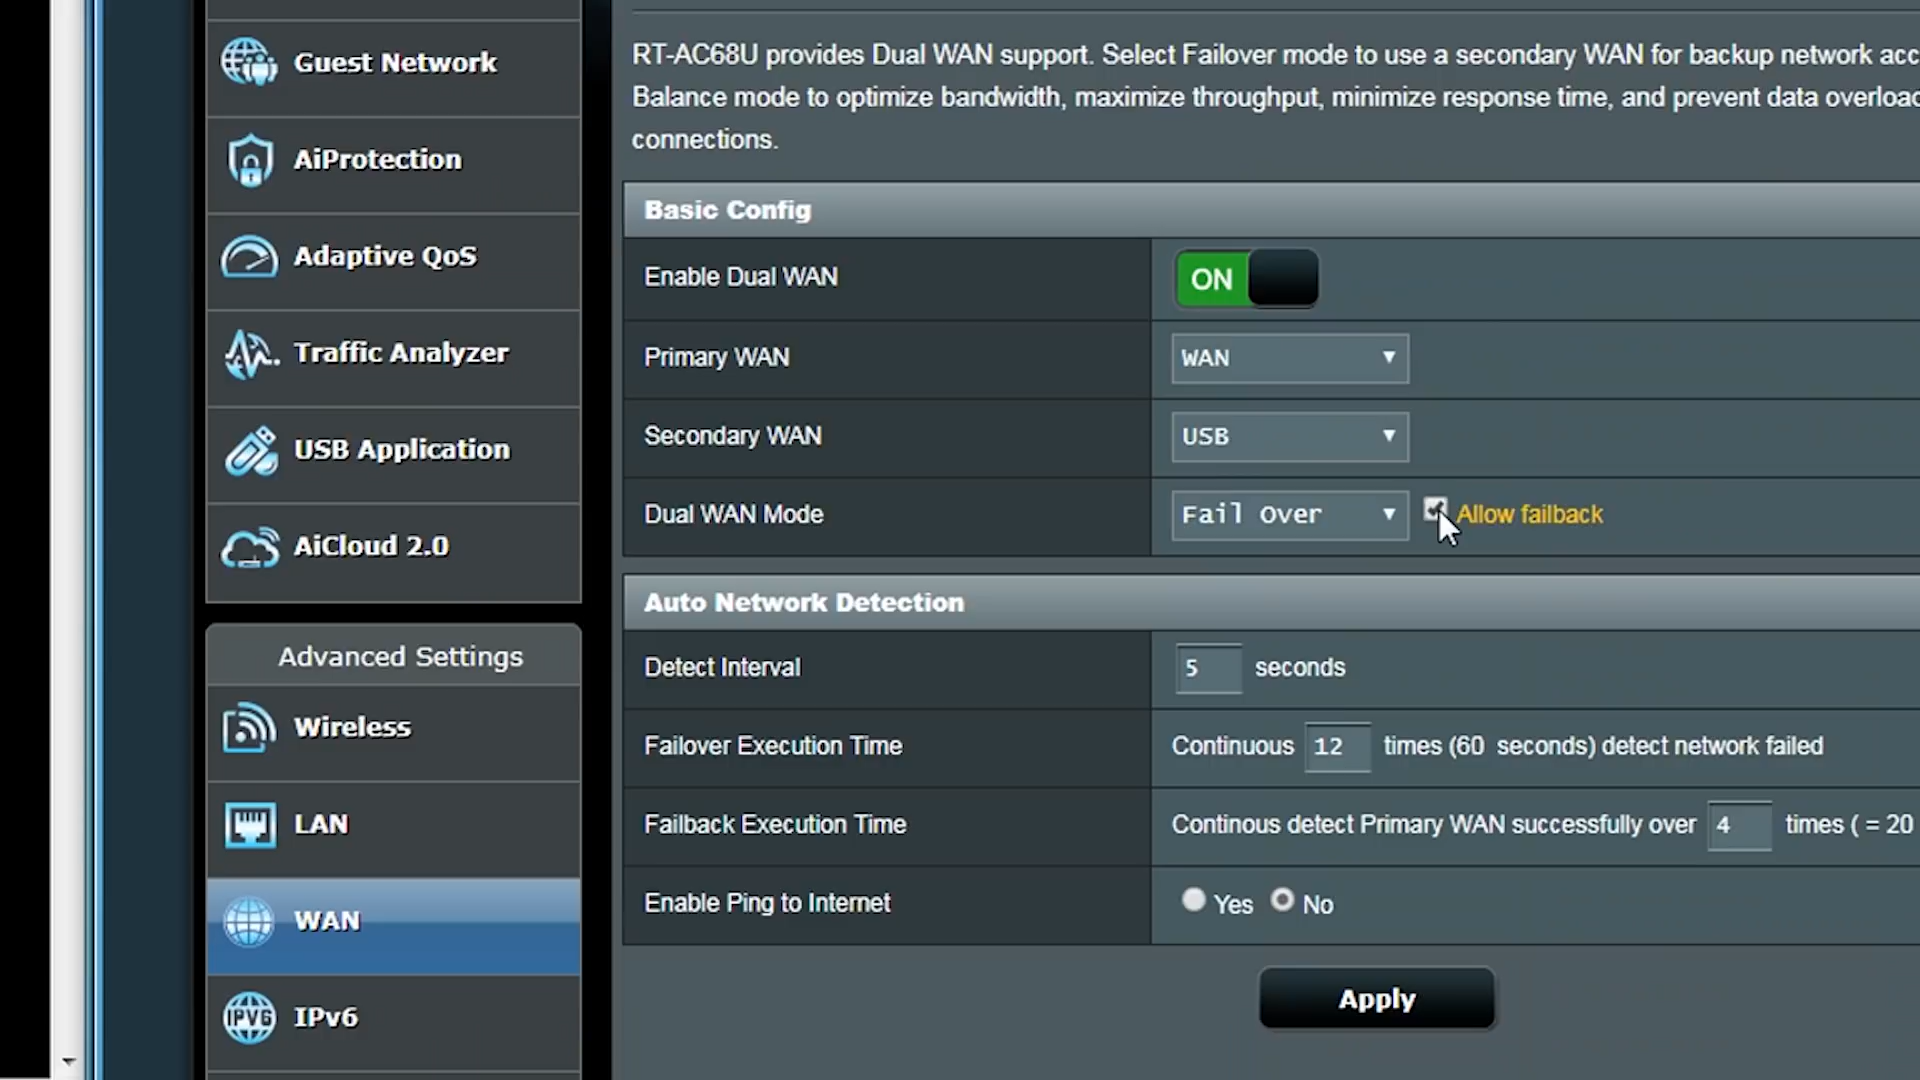 Guest Network
AiProtection
Adaptive QoS
Traffic Analyzer
USB Application
AiCloud 2.0
Advanced Settings
Wireless
LAN
WAN
IPV6 IPv6
RT-AC68U provides Dual WAN support. Select Failover mode to use a secondary WAN for backup network acc
Balance mode to optimize bandwidth, maximize throughput, minimize response time, and prevent data overload
connections.
Basic Config
Enable Dual WAN ON
Primary WAN WAN
Secondary WAN USB
Dual WAN Mode Fail Over Allow failback
Auto Network Detection
Detect Interval 5 seconds
Failover Execution Time Continuous 12 times (60 seconds) detect network failed
Failback Execution Time Continous detect Primary WAN successfully over 4 times ( = 20
Enable Ping to Internet Yes No
Apply